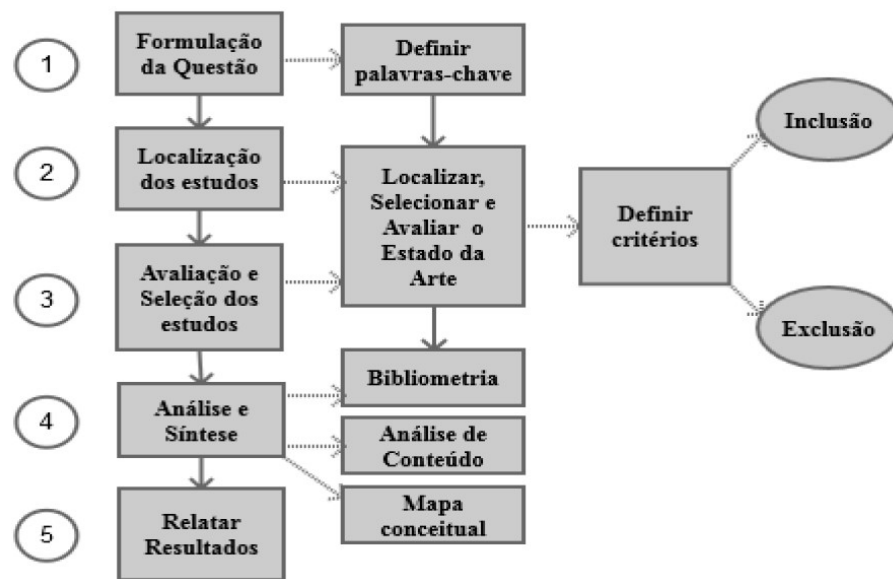 1
Formulação
da Questão
Definir
palavras-chave
2
Localização
dos estudos
Localizar,
Selecionar e
Avaliar o
Estado da
Arte
Definir
critérios
Inclusão
Exclusão
3
Avaliação e
Seleção dos
estudos
4
Análise e
Síntese
Bibliometria
Análise de
Conteúdo
Mapa
conceitual
5
Relatar
Resultados